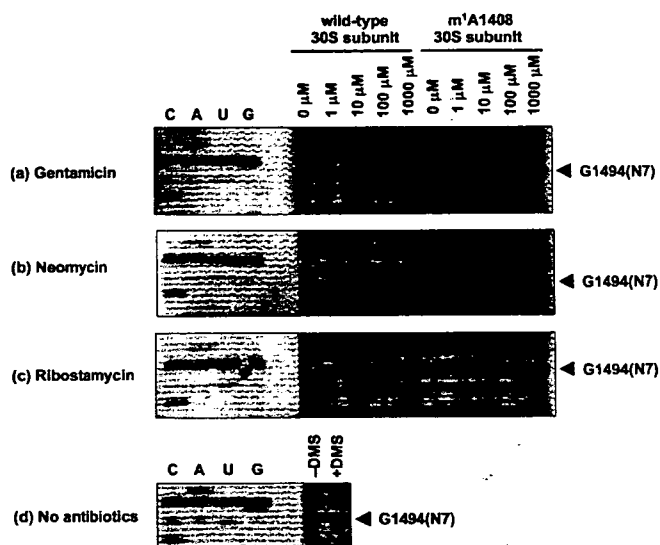 wild-type m¹A1408
30S subunit 30S subunit
0 µM 1 µM 10 µM 100 µM 1000 µM 0 µM 1 µM 10 µM 100 µM 1000 µM
C A U G
(a) Gentamicin G1494(N7)
(b) Neomycin G1494(N7)
(c) Ribostamycin G1494(N7)
C A U G –DMS +DMS
(d) No antibiotics G1494(N7)